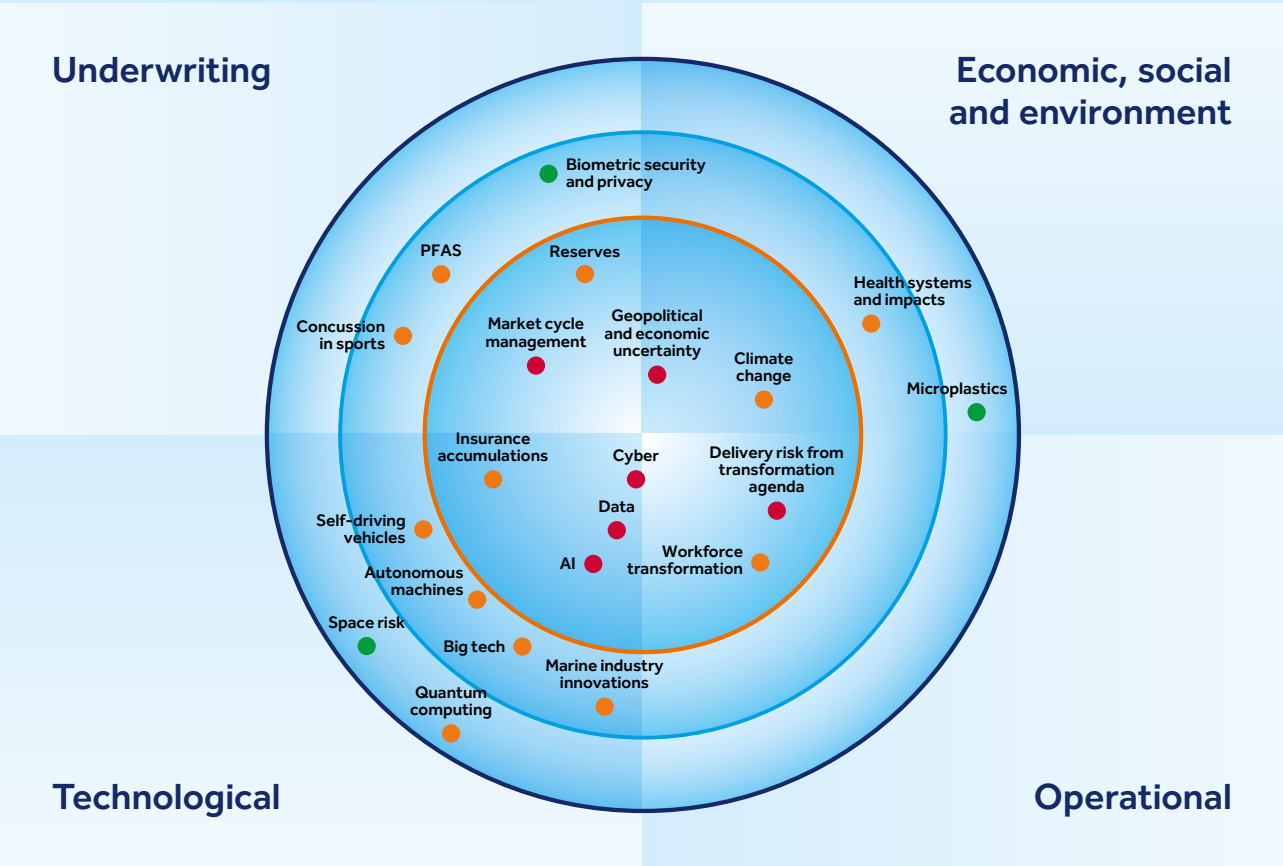 Underwriting
Economic, social
and environment
Biometric security
and privacy
PFAS
Reserves
Health systems
and impacts
Concussion
in sports
Market cycle
management
Geopolitical
and economic
uncertainty
Climate
change
Microplastics
Insurance
accumulations
Cyber
Delivery risk from
transformation
agenda
Data
Self-driving
vehicles
AI
Workforce
transformation
Autonomous
machines
Space risk
Big tech
Marine industry
innovations
Quantum
computing
Technological
Operational